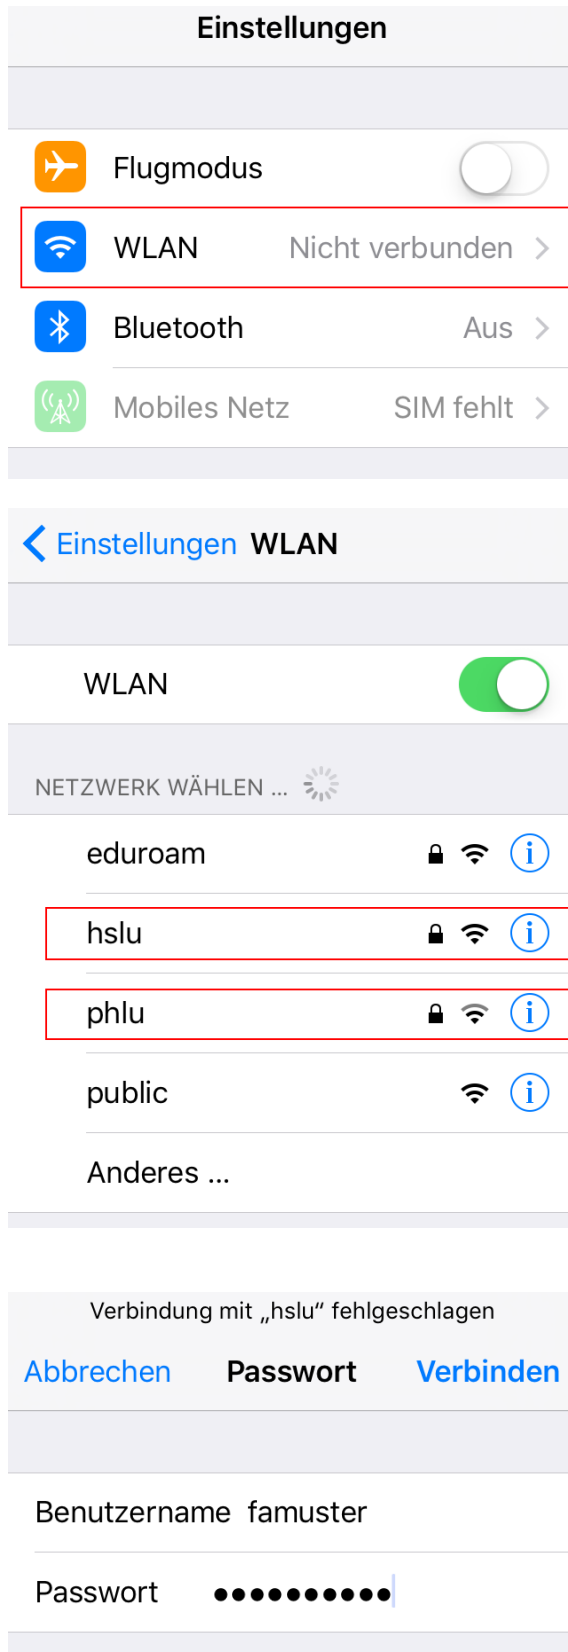 Einstellungen
Flugmodus
WLAN Nicht verbunden
Bluetooth Aus
Mobiles Netz SIM fehlt
Einstellungen WLAN
WLAN
NETZWERK WÄHLEN ...
eduroam
hslu
phlu
public
Anderes ...
Verbindung mit „hslu“ fehlgeschlagen
Abbrechen Passwort Verbinden
Benutzername famuster
Passwort ●●●●●●●●●●